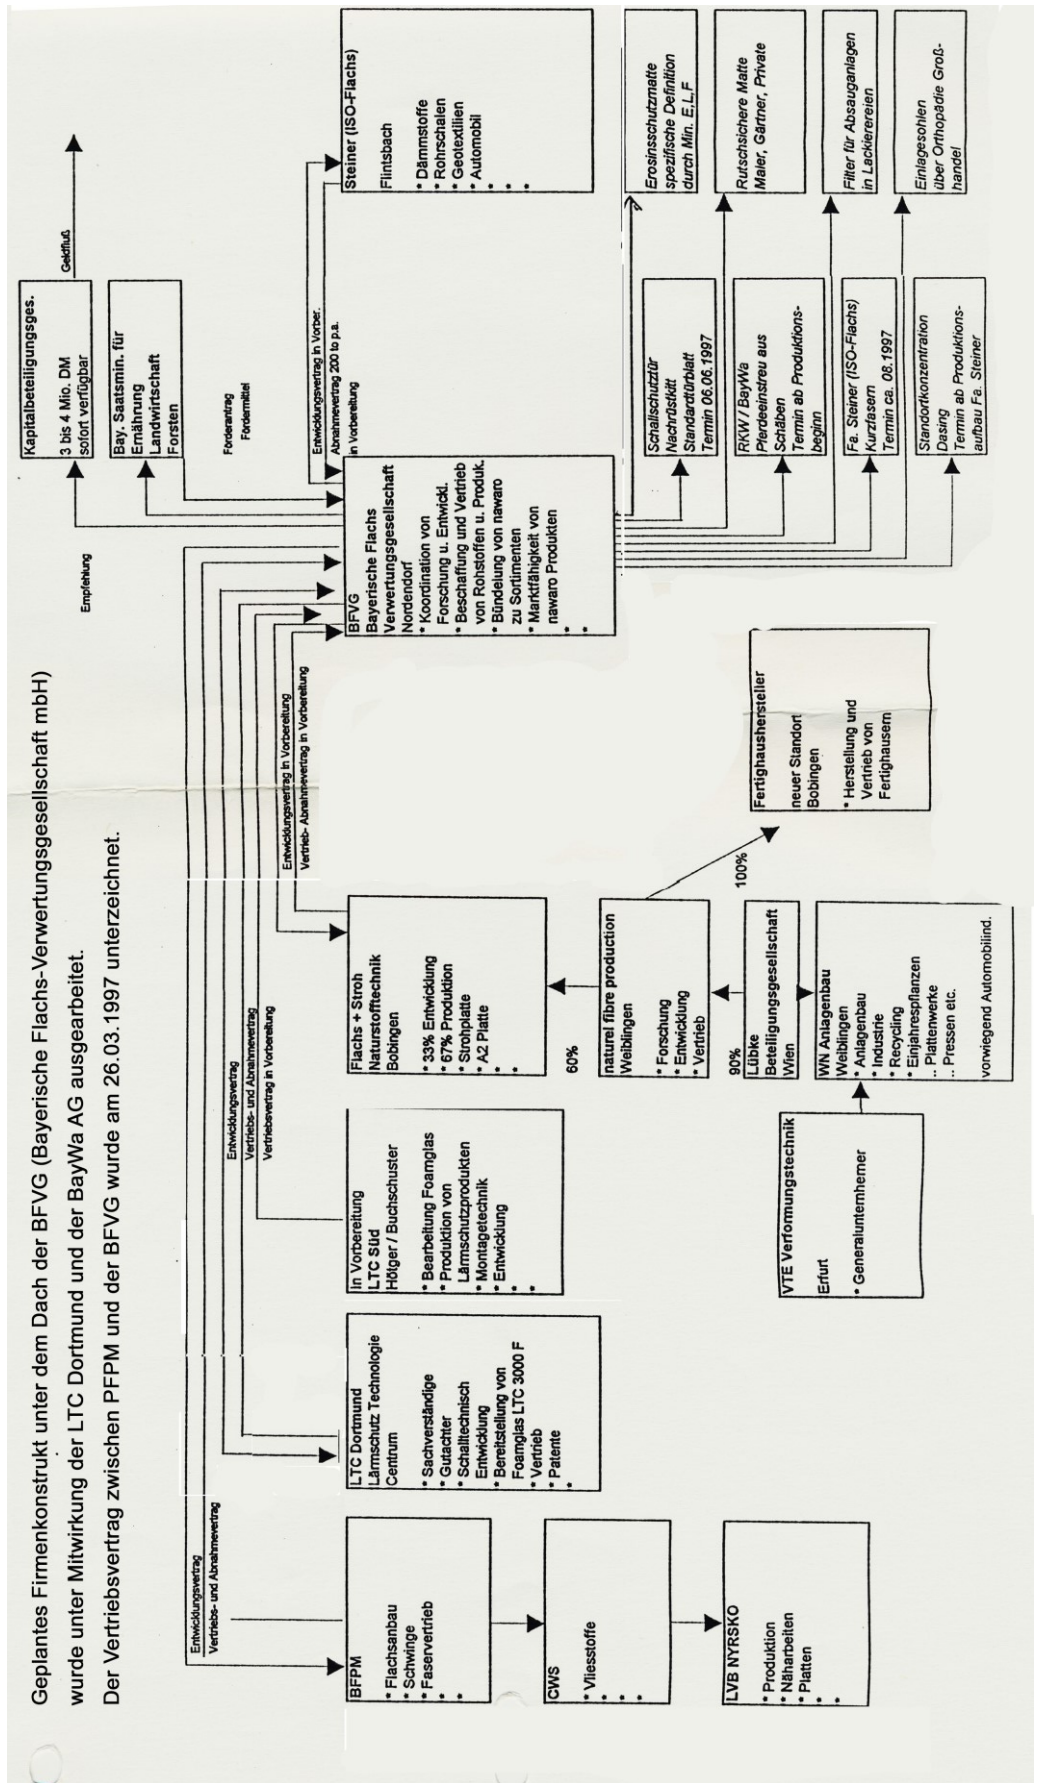 Geplantes Firmenkonstrukt unter dem Dach der BFVG (Bayerische Flachs-Verwertungsgesellschaft mbH)
wurde unter Mitwirkung der LTC Dortmund und der BayWa AG ausgearbeitet.
Der Vertriebsvertrag zwischen PFPM und der BFVG wurde am 26.03.1997 unterzeichnet.
Entwicklungsvertrag
Vertriebs- und Abnahmevertrag
BFPM
* Flachsanbau
* Schwinge
* Faservertrieb
*
*
CWS
* Vliesstoffe
*
*
*
LVB NYRSKO
* Produktion
* Näharbeiten
* Platten
*
*
Entwicklungsvertrag
Vertriebs- und Abnahmevertrag
Vertriebsvertrag in Vorbereitung
LTC Dortmund
Lärmschutz Technologie
Centrum
* Sachverständige
* Gutachter
* Schalltechnisch
Entwicklung
* Bereitstellung von
Foamglas LTC 3000 F
* Vertrieb
* Patente
*
in Vorbereitung
LTC Süd
Hölger / Buchschuster
* Bearbeitung Foamglas
* Produktion von
Lärmschutzprodukten
* Montagetechnik
* Entwicklung
*
*
VTE Verformungstechnik
Erfurt
* Generalunternhemer
Entwicklungsvertrag in Vorbereitung
Vertrieb- Abnahmevertrag in Vorbereitung
Flachs + Stroh
Naturstofftechnik
Bobingen
* 33% Entwicklung
* 67% Produktion
* Strohplatte
* A2 Platte
*
*
60%
naturel fibre production
Weiblingen
* Forschung
* Entwicklung
* Vertrieb
90%
Lübke
Beteiligungsgesellschaft
Wien
WN Anlagenbau
Weiblingen
* Anlagenbau
* Industrie
* Recycling
* Einjahrespflanzen
.. Plattenwerke
.. Pressen etc.
vorwiegend Automobilind.
100%
Fertighaushersteller
neuer Standort
Bobingen
* Herstellung und
Vertrieb von
Fertighausern
Empfehlung
BFVG
Bayerische Flachs
Verwertungsgesellschaft
Nordendorf
* Koordination von
Forschung u. Entwickl.
* Beschaffung und Vertrieb
von Rohstoffen u. Produk.
* Bündelung von nawaro
zu Sortimenten
* Marktfähigkeit von
nawaro Produkten
*
*
Kapitalbeteiligungsges.
3 bis 4 Mio. DM
sofort verfügbar
Geldfluß
Bay. Saatsmin. für
Ernährung
Landwirtschaft
Forsten
Förderantrag
Fördermittel
Entwicklungsvertrag in Vorber.
Abnahmevertrag 200 to p.a.
in Vorbereitung
Steiner (ISO-Flachs)
Flintsbach
* Dämmstoffe
* Rohrschalen
* Geotextilien
* Automobil
*
*
*
Schallschutztür
Nachrüstkitt
Standardtürblatt
Termin 06.06.1997
RKW / BayWa
Pferdeeinstreu aus
Schäben
Termin ab Produktions-
beginn
Fa. Steiner (ISO-Flachs)
Kurzfasern
Termin ca. 08.1997
Standortkonzentration
Dasing
Termin ab Produktions-
aufbau Fa. Steiner
Erosinsschutzmatte
spezifische Definition
durch Min. E,L,F
Rutschsichere Matte
Maler, Gärtner, Private
Filter für Absauganlagen
in Lackierereien
Einlagesohlen
über Orthopädie Groß-
handel